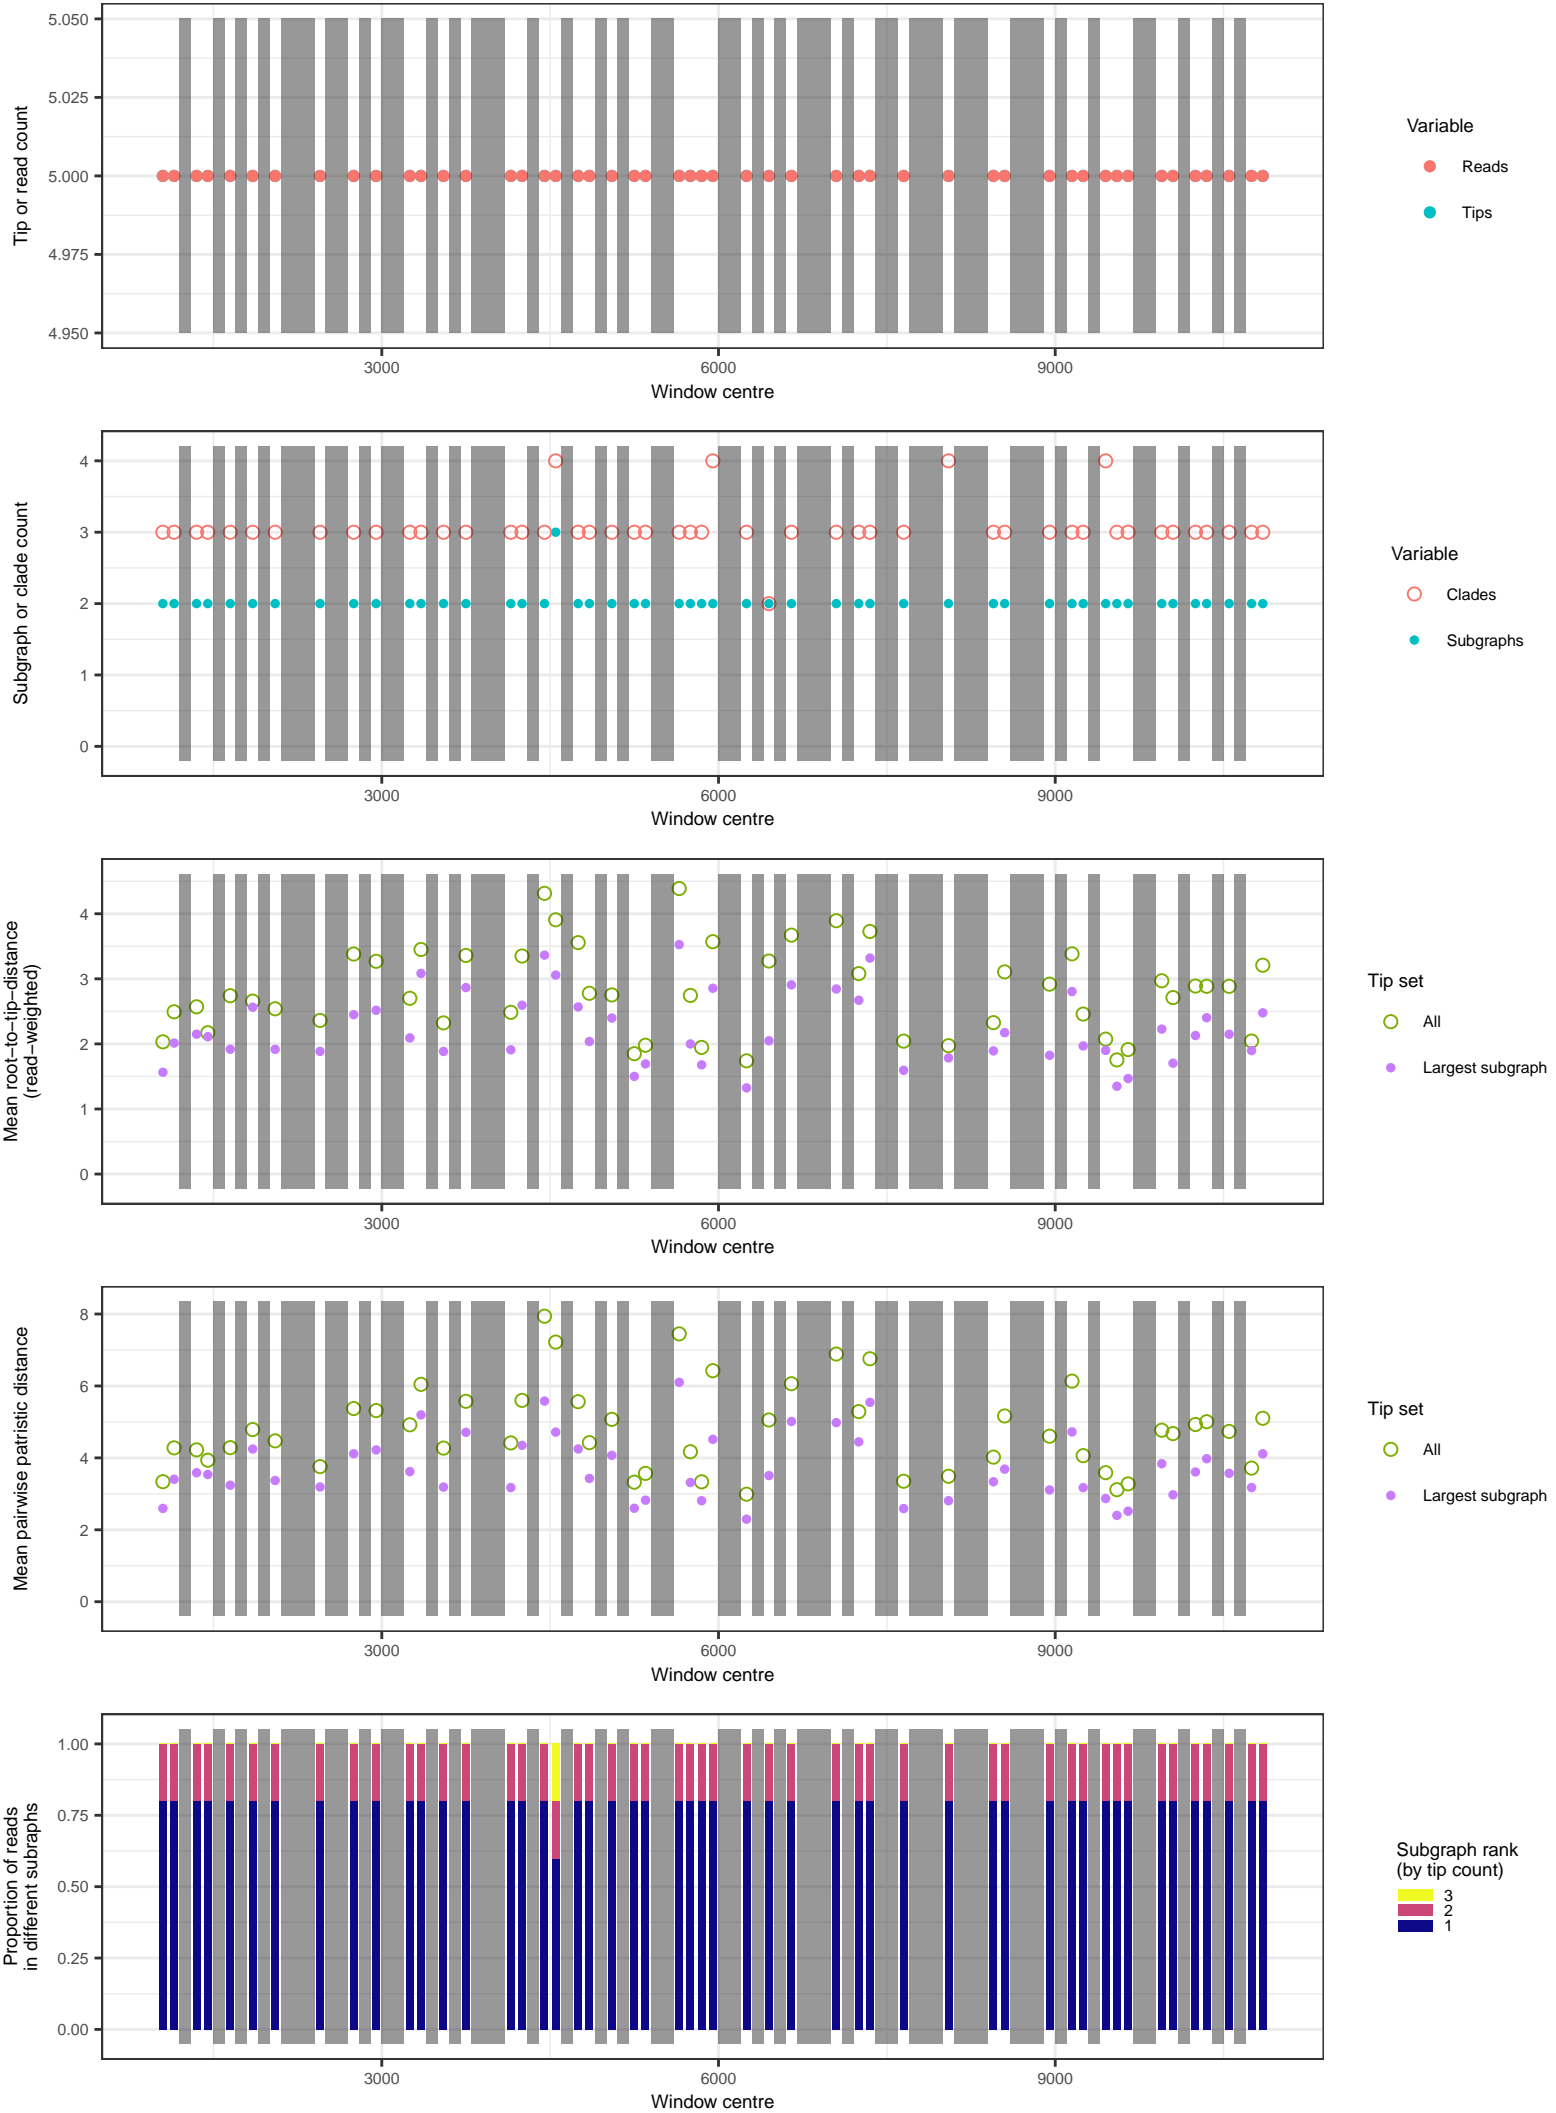 5.050
5.025
5.000
4.975
4.950
Tip or read count
3000
6000
9000
Window centre
Variable
Reads
Tips
4
3
2
1
0
Subgraph or clade count
3000
6000
9000
Window centre
Variable
Clades
Subgraphs
4
3
2
1
0
Mean root−to−tip−distance
(read−weighted)
3000
6000
9000
Window centre
Tip set
All
Largest subgraph
8
6
4
2
0
Mean pairwise patristic distance
3000
6000
9000
Window centre
Tip set
All
Largest subgraph
1.00
0.75
0.50
0.25
0.00
Proportion of reads
in different subraphs
3000
6000
9000
Window centre
Subgraph rank
(by tip count)
3
2
1